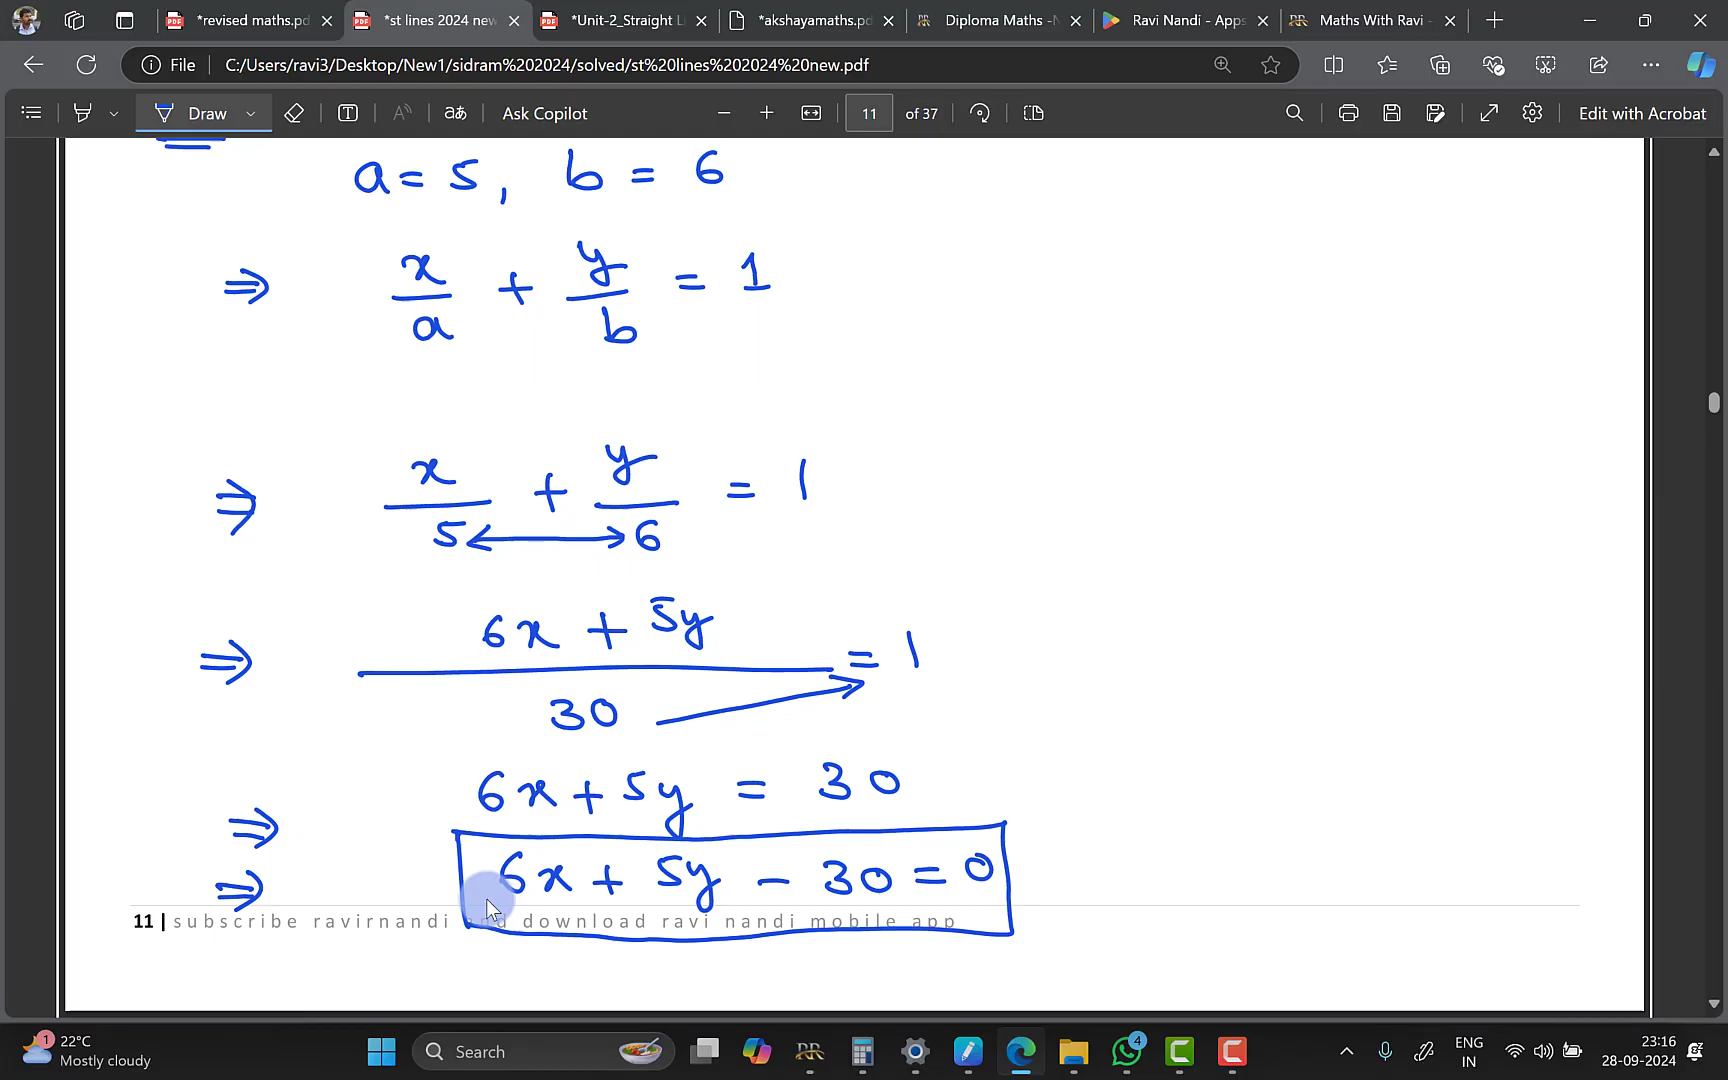 *revised maths.pd
*st lines 2024 new
*Unit-2_Straight L
*akshayamaths.pd
Diploma Maths -N
Ravi Nandi - Apps
Maths With Ravi -
File
C:/Users/ravi3/Desktop/New1/sidram%202024/solved/st%20lines%202024%20new.pdf
Draw
Ask Copilot
11 of 37
Edit with Acrobat
a = 5, b = 6
⇒ x/a + y/b = 1
⇒ x/5 + y/6 = 1
⇒ 6x + 5y / 30 = 1
⇒ 6x + 5y = 30
⇒ 6x + 5y - 30 = 0
11 | subscribe ravirnandi and download ravi nandi mobile app
1
22°C
Mostly cloudy
Search
4
ENG
IN
23:16
28-09-2024